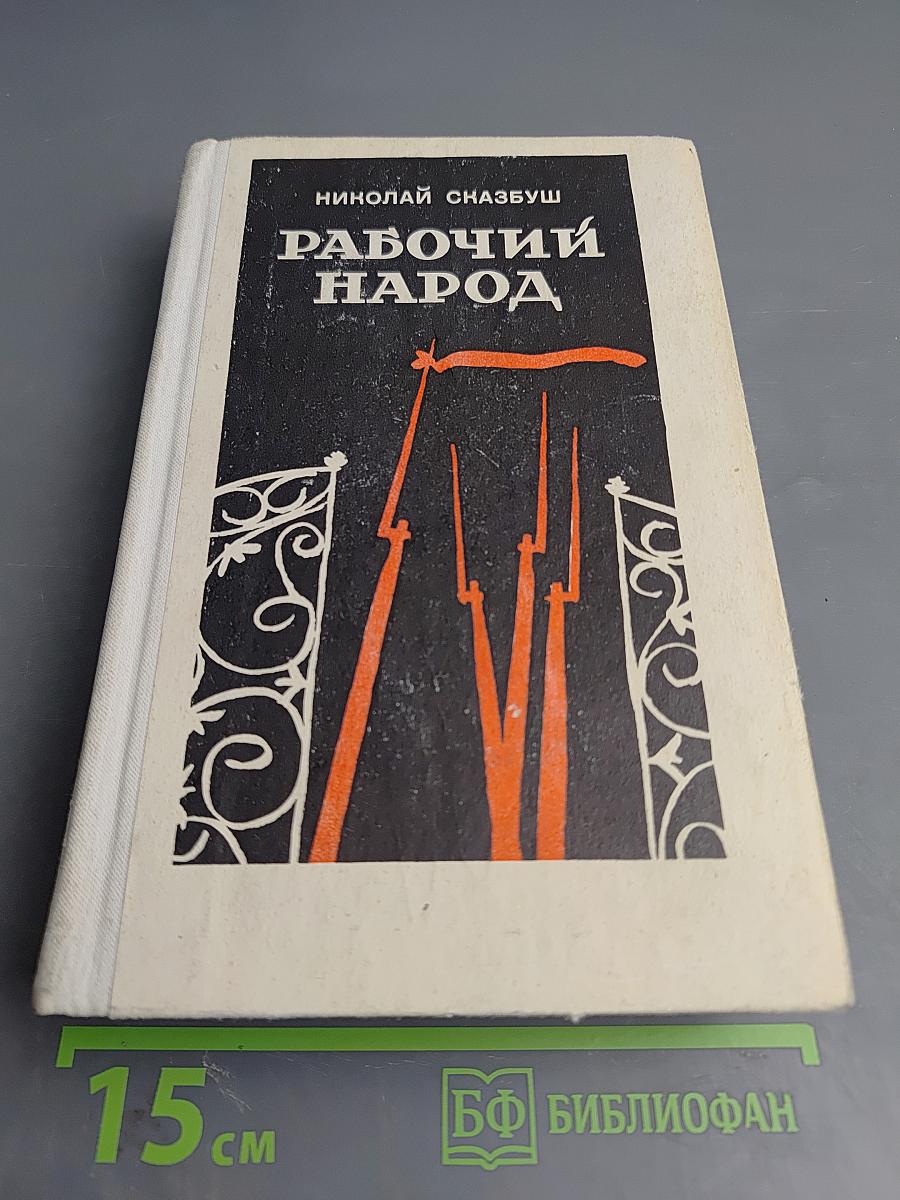 НИКОЛАЙ СКАЗБУШ
РАБОЧИЙ
НАРОД
15 см
БФ БИБЛИОФАН